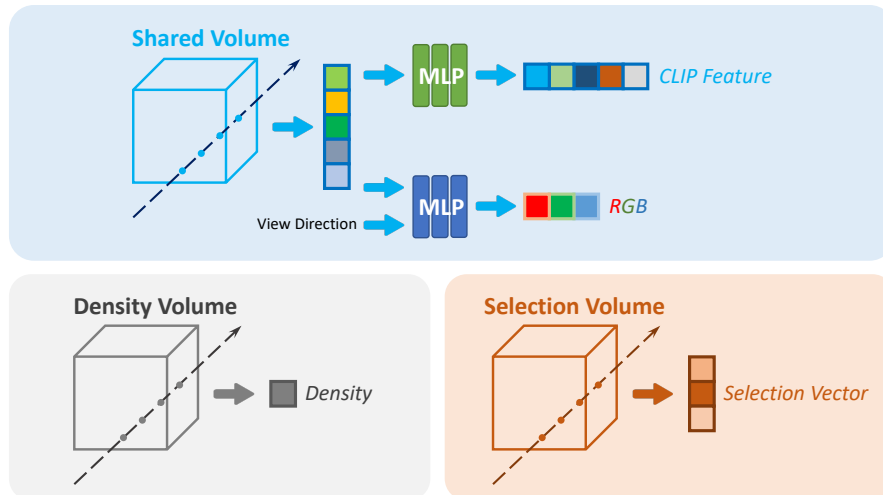 Shared Volume
MLP
CLIP Feature
View Direction
MLP
RGB
Density Volume
Density
Selection Volume
Selection Vector